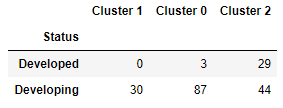 Cluster 1 Cluster 0 Cluster 2
Status
Developed 0 3 29
Developing 30 87 44